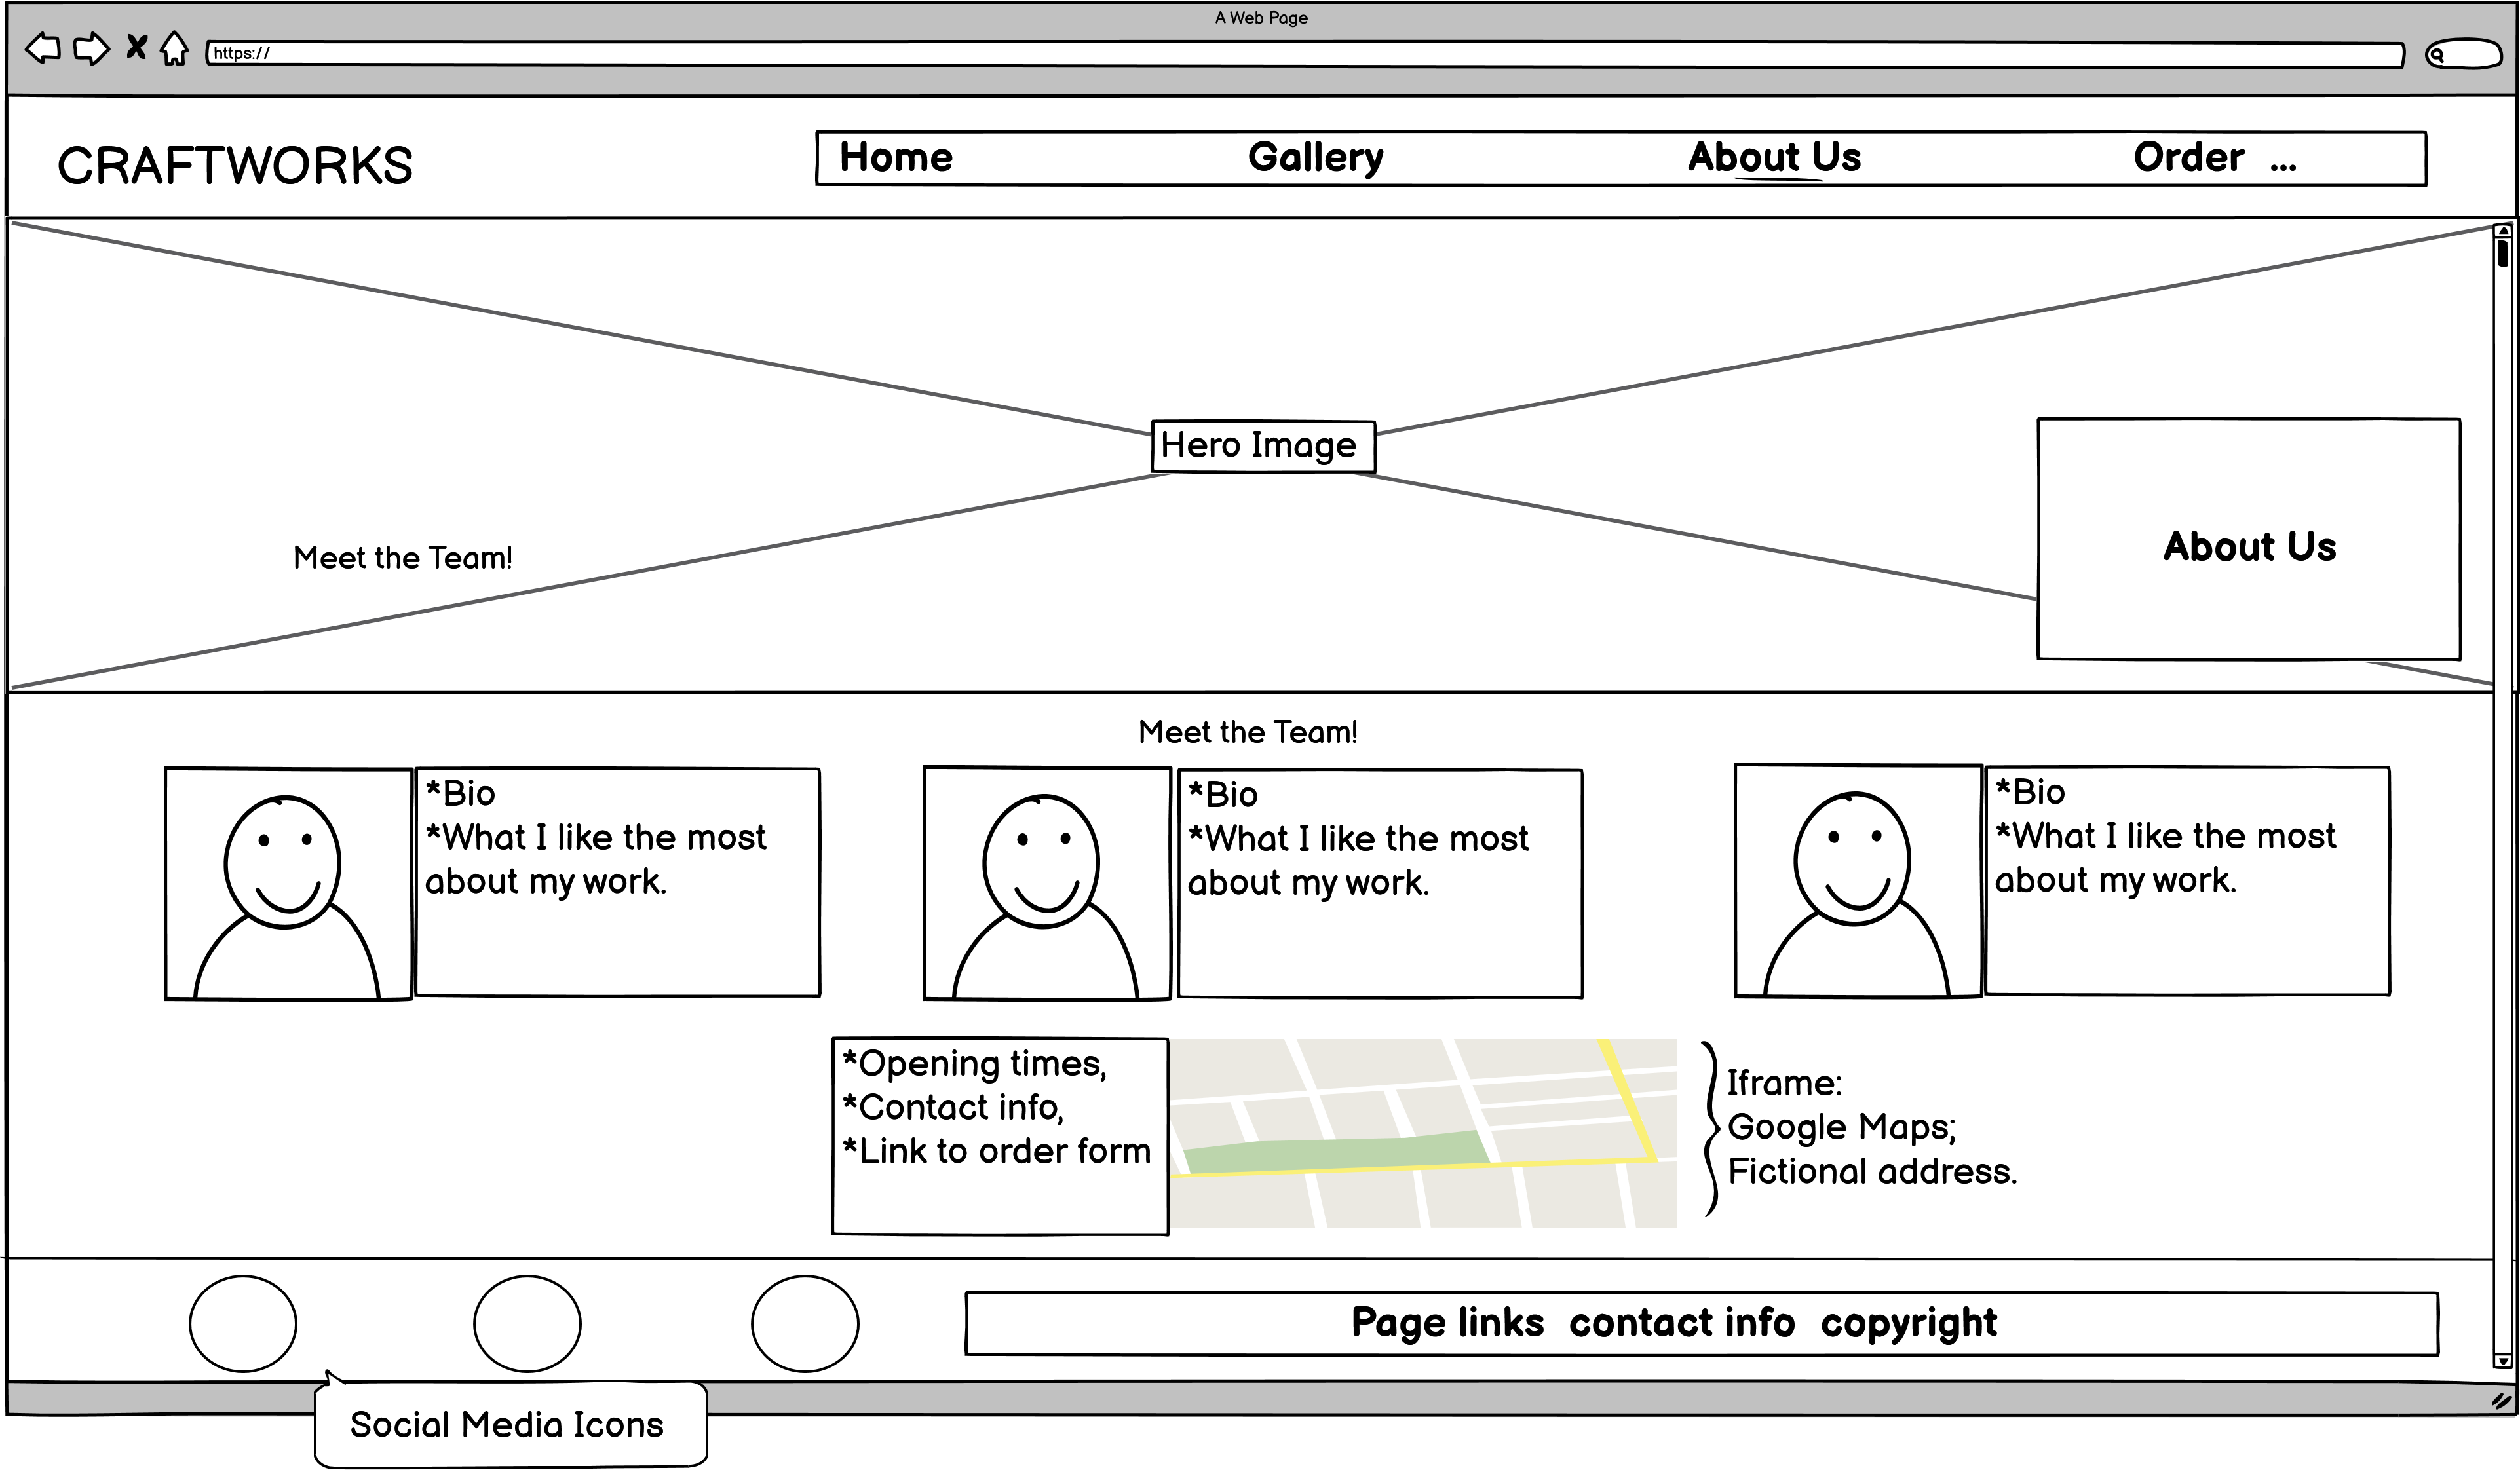 A Web Page
https://
CRAFTWORKS
Home Gallery About Us Order ...
Hero Image
Meet the Team!
About Us
Meet the Team!
*Bio
*What I like the most
about my work.
*Bio
*What I like the most
about my work.
*Bio
*What I like the most
about my work.
*Opening times,
*Contact info,
*Link to order form
Iframe:
Google Maps;
Fictional address.
Page links contact info copyright
Social Media Icons